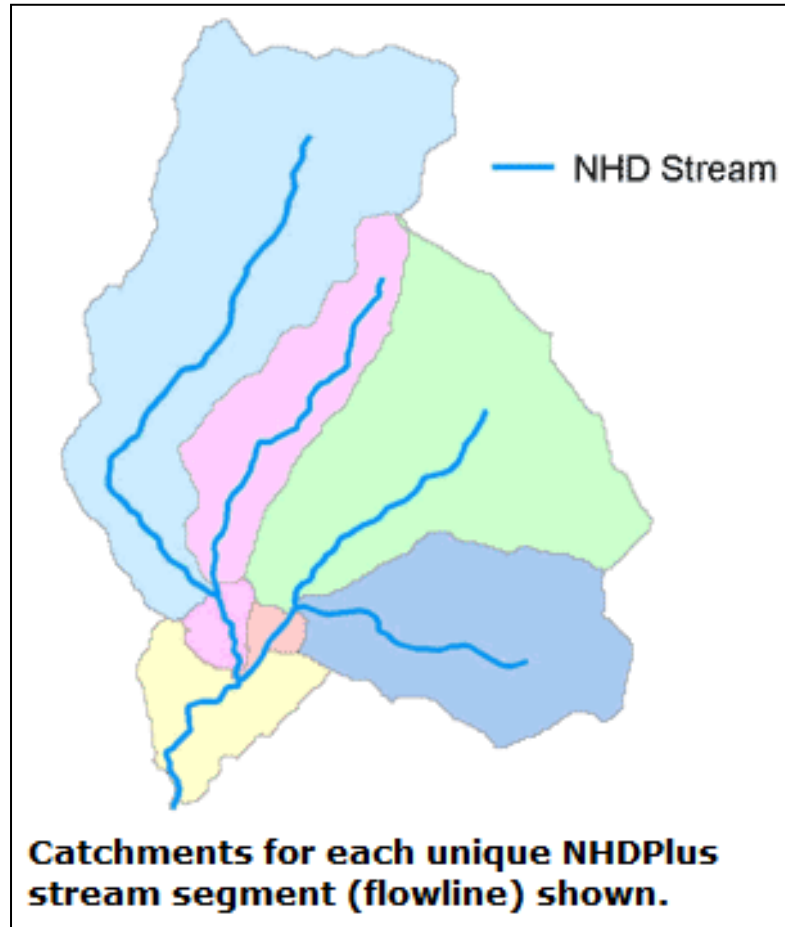 NHD Stream
Catchments for each unique NHDPlus
stream segment (flowline) shown.